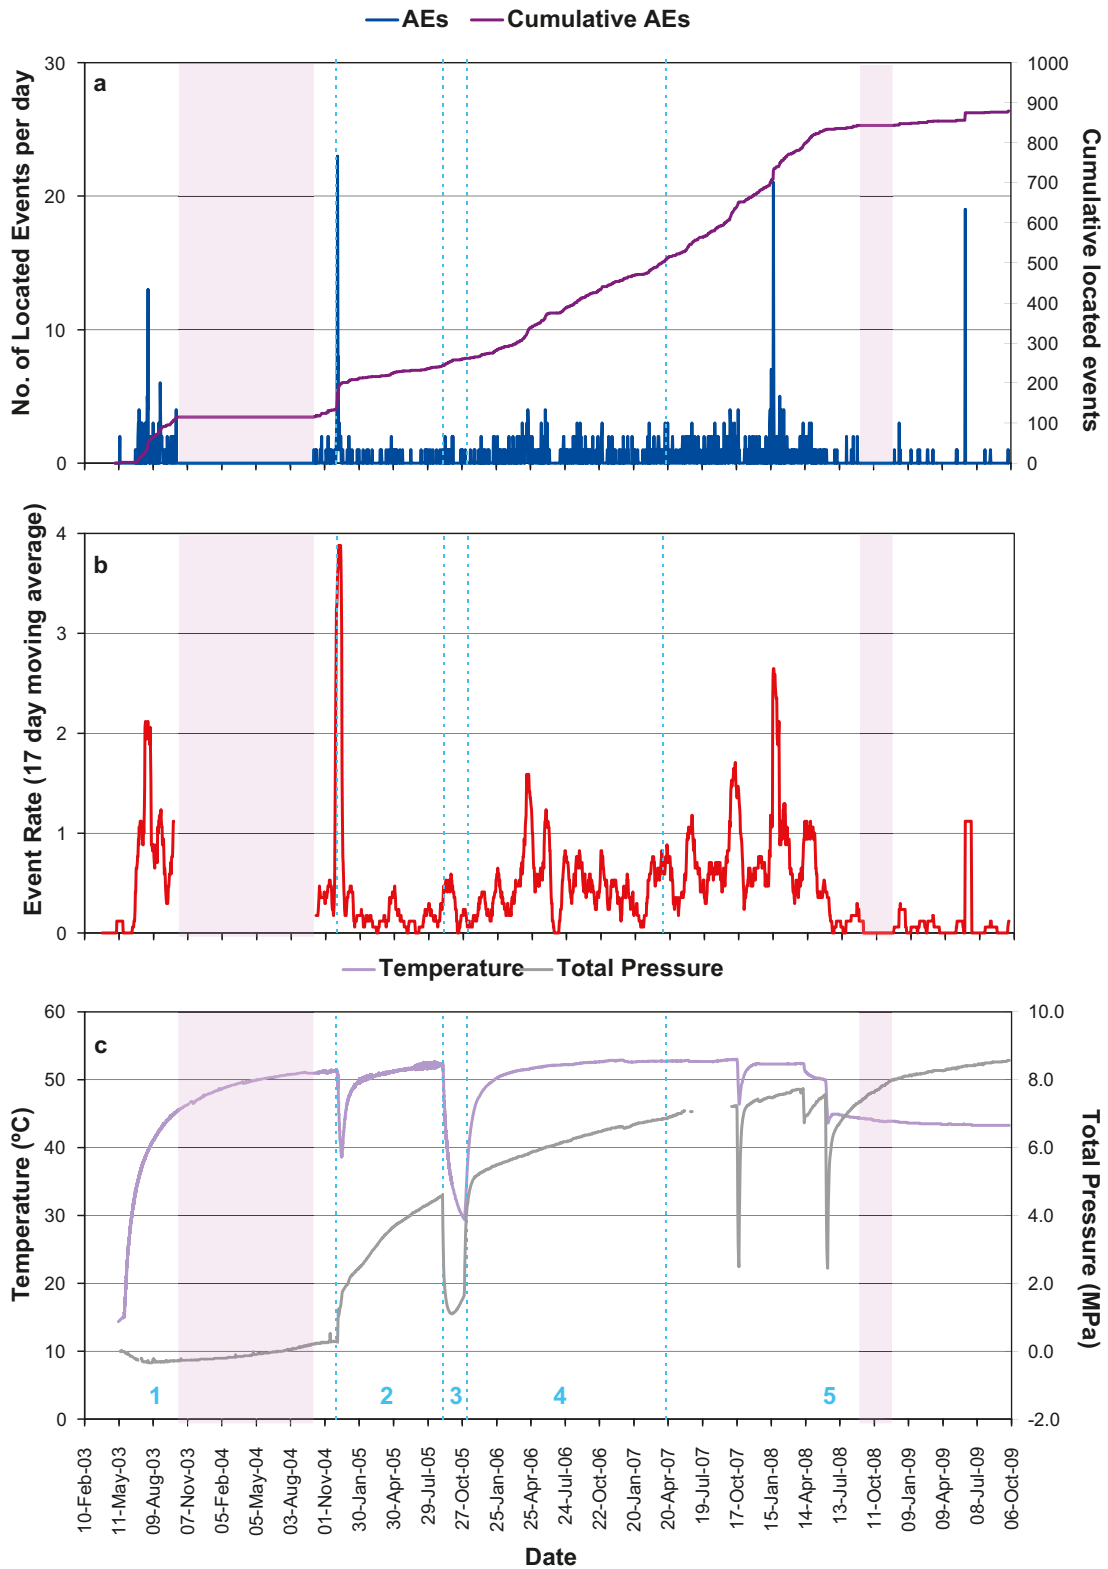 AEs Cumulative AEs
a
No. of Located Events per day
30
20
10
0
1000
900
800
700
600
500
400
300
200
100
0
Cumulative located events
b
Event Rate (17 day moving average)
4
3
2
1
0
Temperature Total Pressure
c
Temperature (ºC)
60
50
40
30
20
10
0
10.0
8.0
6.0
4.0
2.0
0.0
-2.0
Total Pressure (MPa)
1 2 3 4 5
10-Feb-03
11-May-03
09-Aug-03
07-Nov-03
05-Feb-04
05-May-04
03-Aug-04
01-Nov-04
30-Jan-05
30-Apr-05
29-Jul-05
27-Oct-05
25-Jan-06
25-Apr-06
24-Jul-06
22-Oct-06
20-Jan-07
20-Apr-07
19-Jul-07
17-Oct-07
15-Jan-08
14-Apr-08
13-Jul-08
11-Oct-08
09-Jan-09
09-Apr-09
08-Jul-09
06-Oct-09
Date